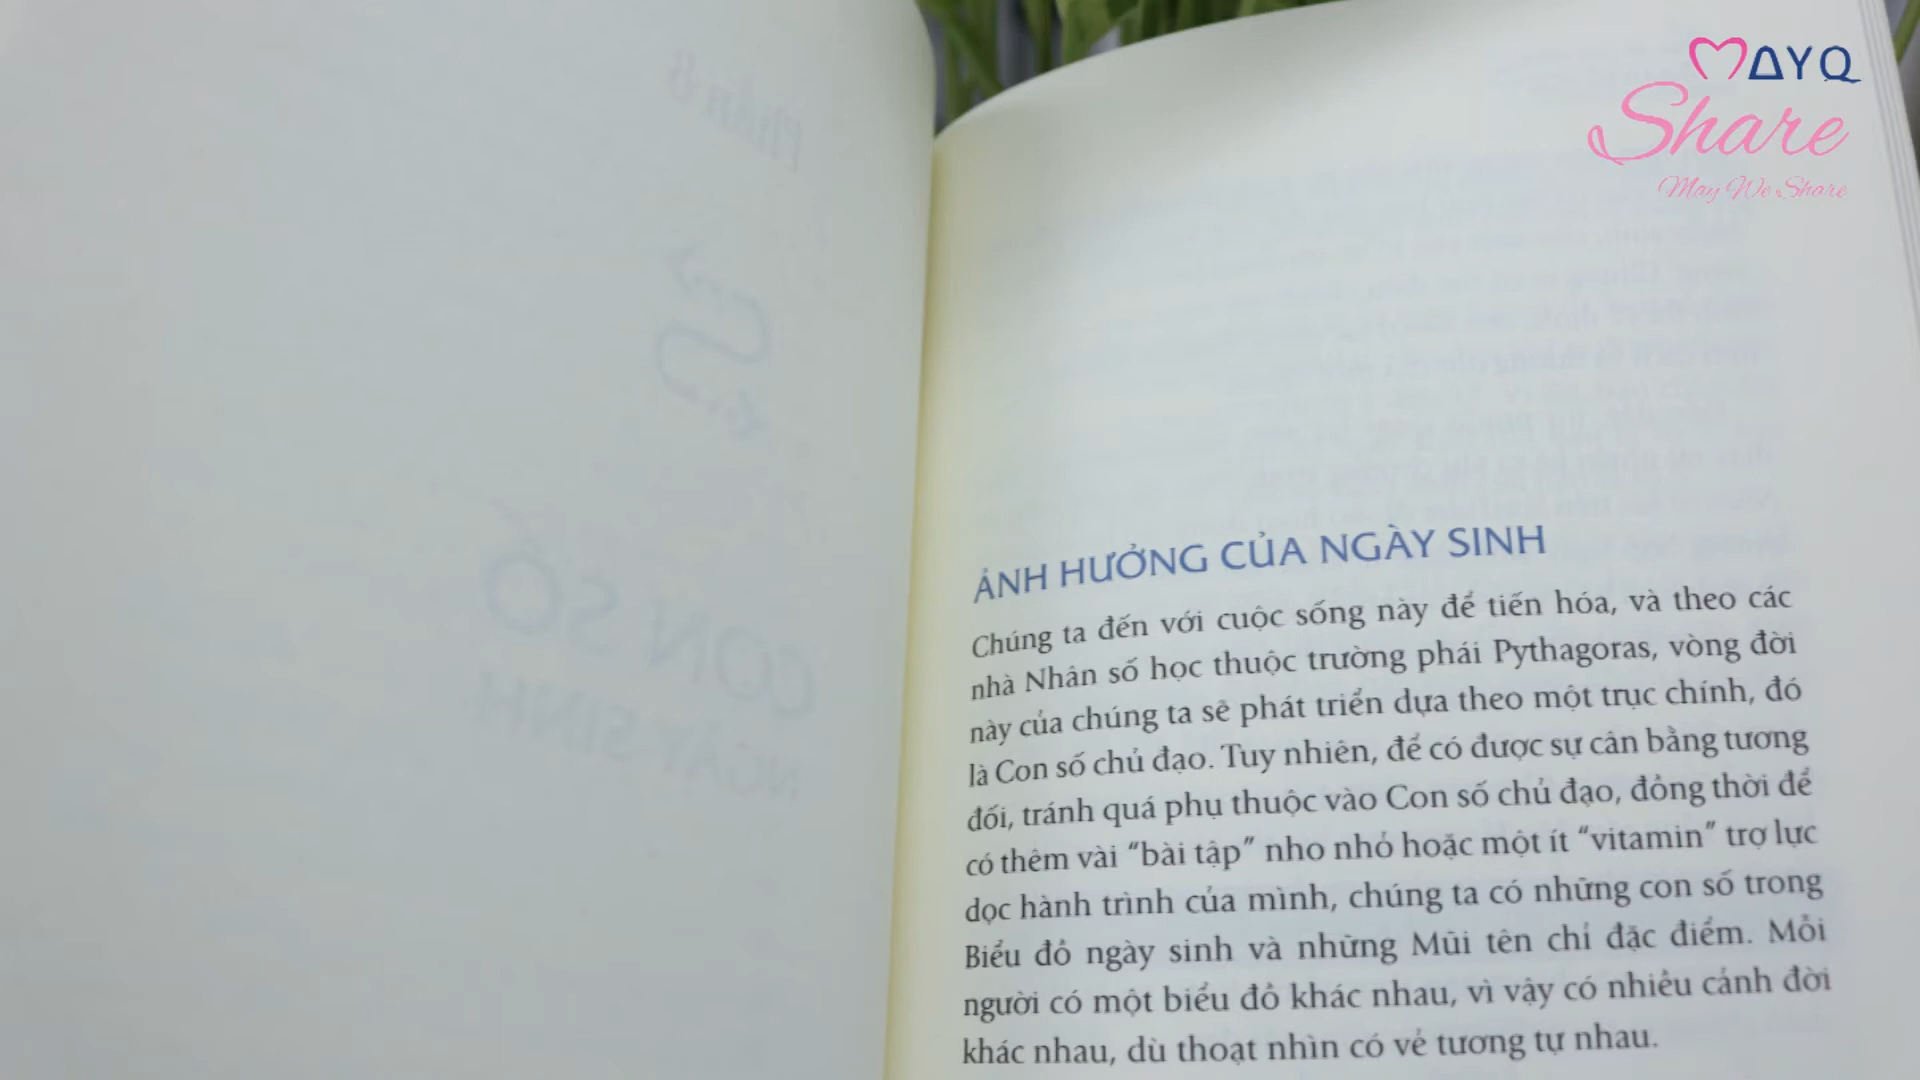 Phần 8
CON SỐ
NGÀY SINH
MAYQ
Share
May We Share
ẢNH HƯỞNG CỦA NGÀY SINH
Chúng ta đến với cuộc sống này để tiến hóa, và theo các
nhà Nhân số học thuộc trường phái Pythagoras, vòng đời
này của chúng ta sẽ phát triển dựa theo một trục chính, đó
là Con số chủ đạo. Tuy nhiên, để có được sự cân bằng tương
đối, tránh quá phụ thuộc vào Con số chủ đạo, đồng thời để
có thêm vài “bài tập” nho nhỏ hoặc một ít “vitamin” trợ lực
dọc hành trình của mình, chúng ta có những con số trong
Biểu đồ ngày sinh và những Mũi tên chỉ đặc điểm. Mỗi
người có một biểu đồ khác nhau, vì vậy có nhiều cảnh đời
khác nhau, dù thoạt nhìn có vẻ tương tự nhau.